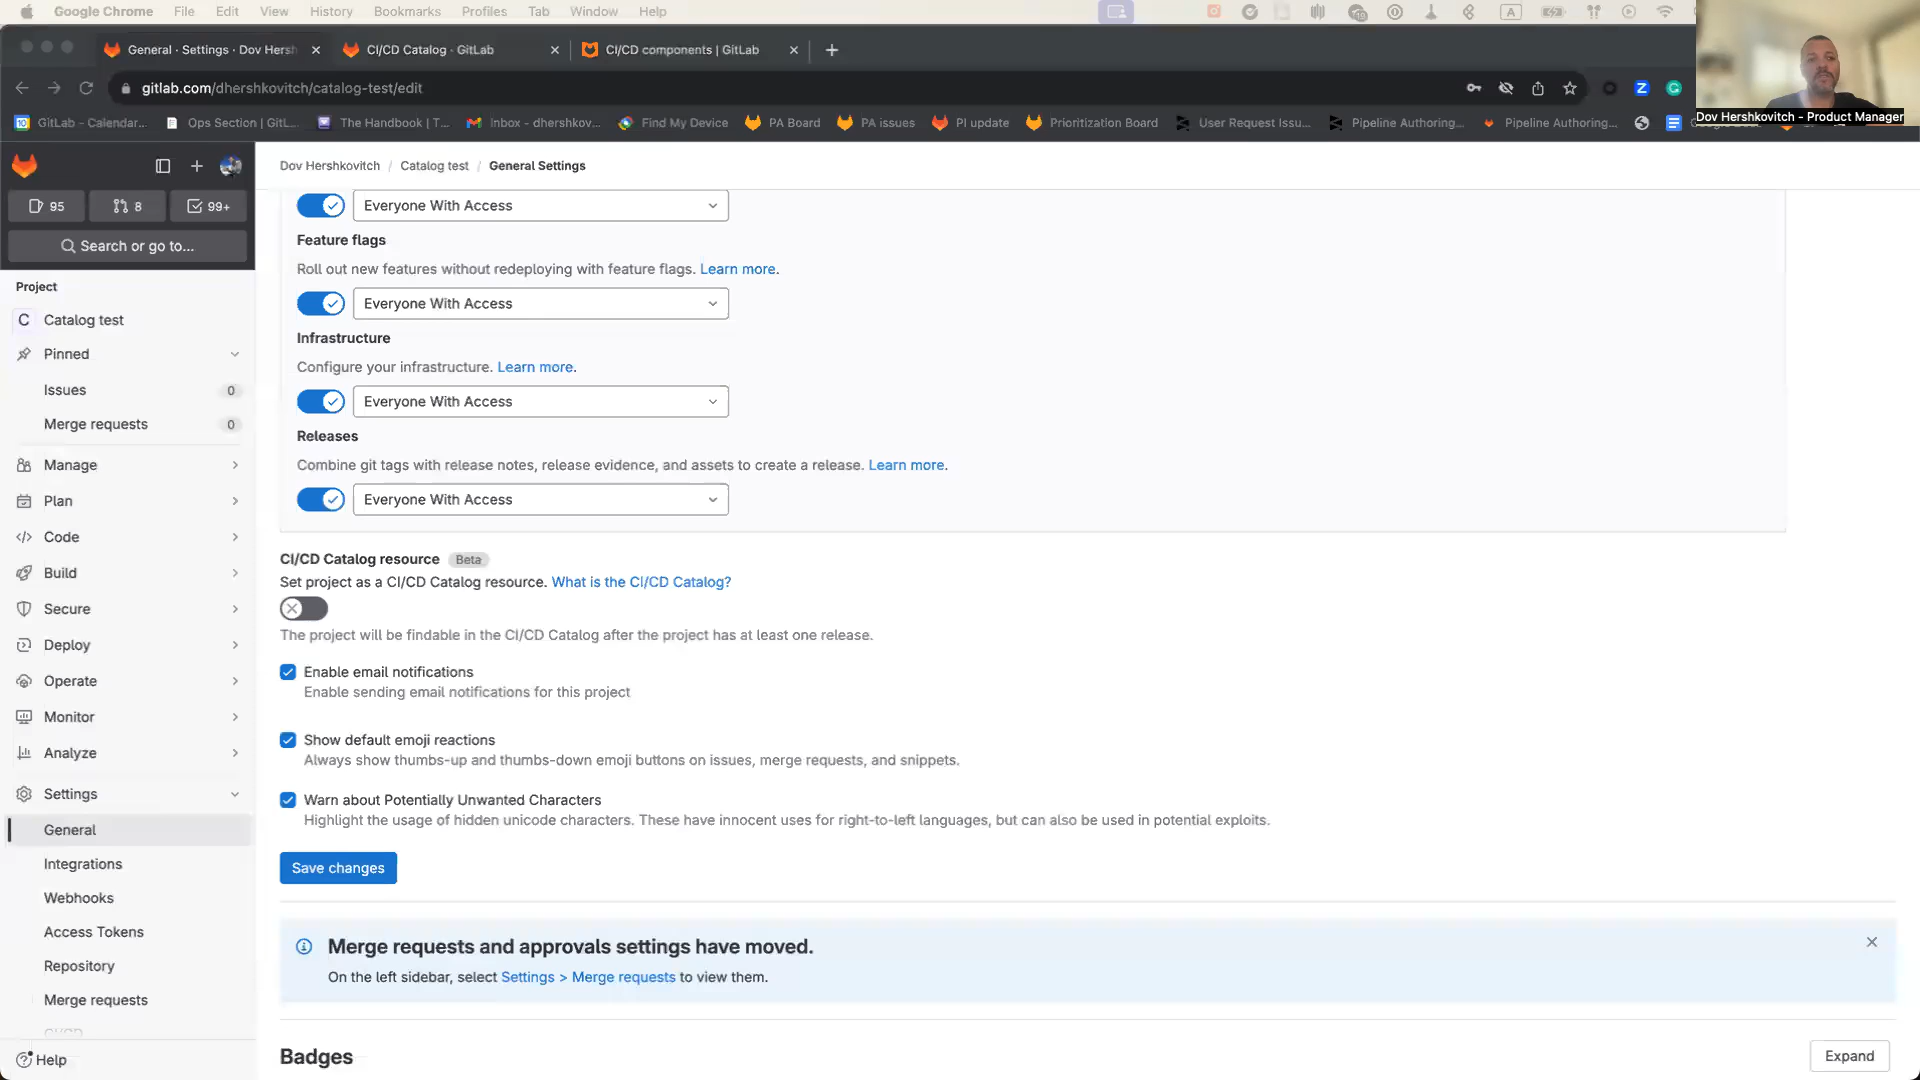 Google Chrome File Edit View History Bookmarks Profiles Tab Window Help
General · Settings · Dov Hersh
CI/CD Catalog · GitLab
CI/CD components | GitLab
gitlab.com/dhershkovitch/catalog-test/edit
GitLab - Calendar... Ops Section | GitL... The Handbook | T... Inbox - dhershkov... Find My Device PA Board PA issues PI update Prioritization Board User Request Issu... Pipeline Authoring... Pipeline Authoring...
Dov Hershkovitch - Product Manager
95 8 99+
Search or go to...
Project
C Catalog test
Pinned
Issues 0
Merge requests 0
Manage
Plan
Code
Build
Secure
Deploy
Operate
Monitor
Analyze
Settings
General
Integrations
Webhooks
Access Tokens
Repository
Merge requests
Help
Dov Hershkovitch / Catalog test / General Settings
Everyone With Access
Feature flags
Roll out new features without redeploying with feature flags. Learn more.
Everyone With Access
Infrastructure
Configure your infrastructure. Learn more.
Everyone With Access
Releases
Combine git tags with release notes, release evidence, and assets to create a release. Learn more.
Everyone With Access
CI/CD Catalog resource Beta
Set project as a CI/CD Catalog resource. What is the CI/CD Catalog?
The project will be findable in the CI/CD Catalog after the project has at least one release.
Enable email notifications
Enable sending email notifications for this project
Show default emoji reactions
Always show thumbs-up and thumbs-down emoji buttons on issues, merge requests, and snippets.
Warn about Potentially Unwanted Characters
Highlight the usage of hidden unicode characters. These have innocent uses for right-to-left languages, but can also be used in potential exploits.
Save changes
Merge requests and approvals settings have moved.
On the left sidebar, select Settings > Merge requests to view them.
Badges
Expand